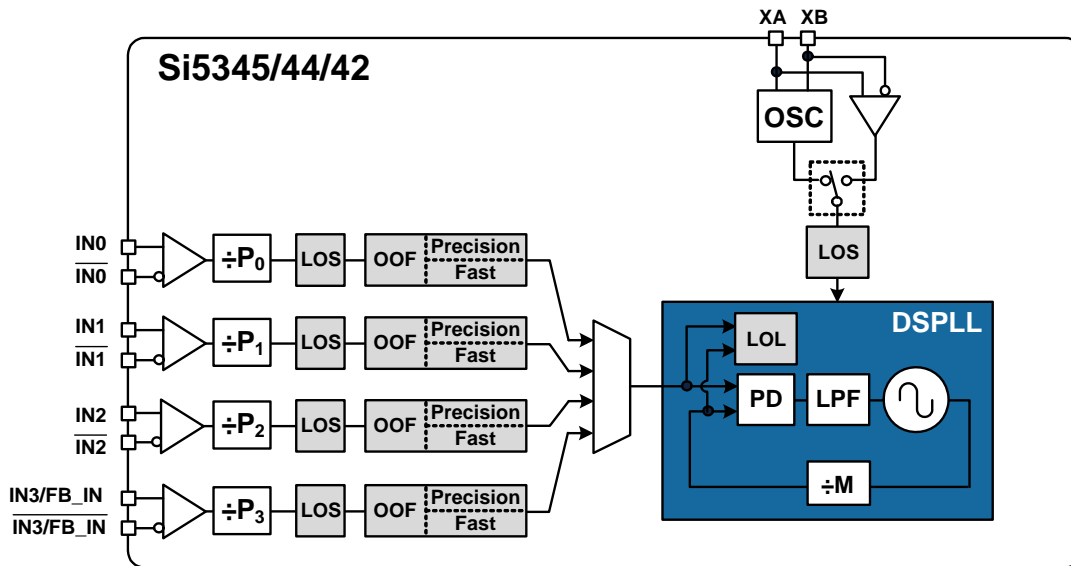 XA XB
Si5345/44/42
OSC
LOS
IN0
IN0
÷P0
LOS
OOF
Precision
Fast
IN1
IN1
÷P1
LOS
OOF
Precision
Fast
IN2
IN2
÷P2
LOS
OOF
Precision
Fast
IN3/FB_IN
IN3/FB_IN
÷P3
LOS
OOF
Precision
Fast
DSPLL
LOL
PD
LPF
÷M